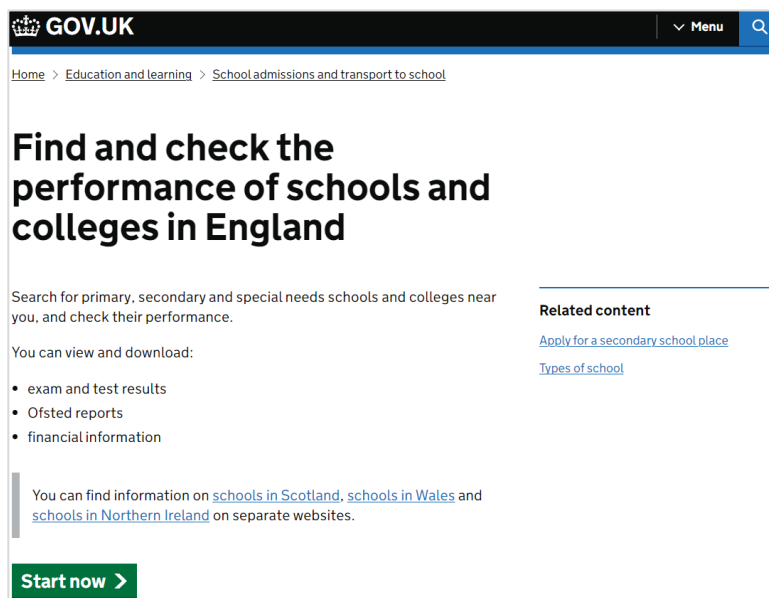 GOV.UK
Menu
Home > Education and learning > School admissions and transport to school
Find and check the
performance of schools and
colleges in England
Search for primary, secondary and special needs schools and colleges near
you, and check their performance.
You can view and download:
• exam and test results
• Ofsted reports
• financial information
You can find information on schools in Scotland, schools in Wales and
schools in Northern Ireland on separate websites.
Start now
Related content
Apply for a secondary school place
Types of school